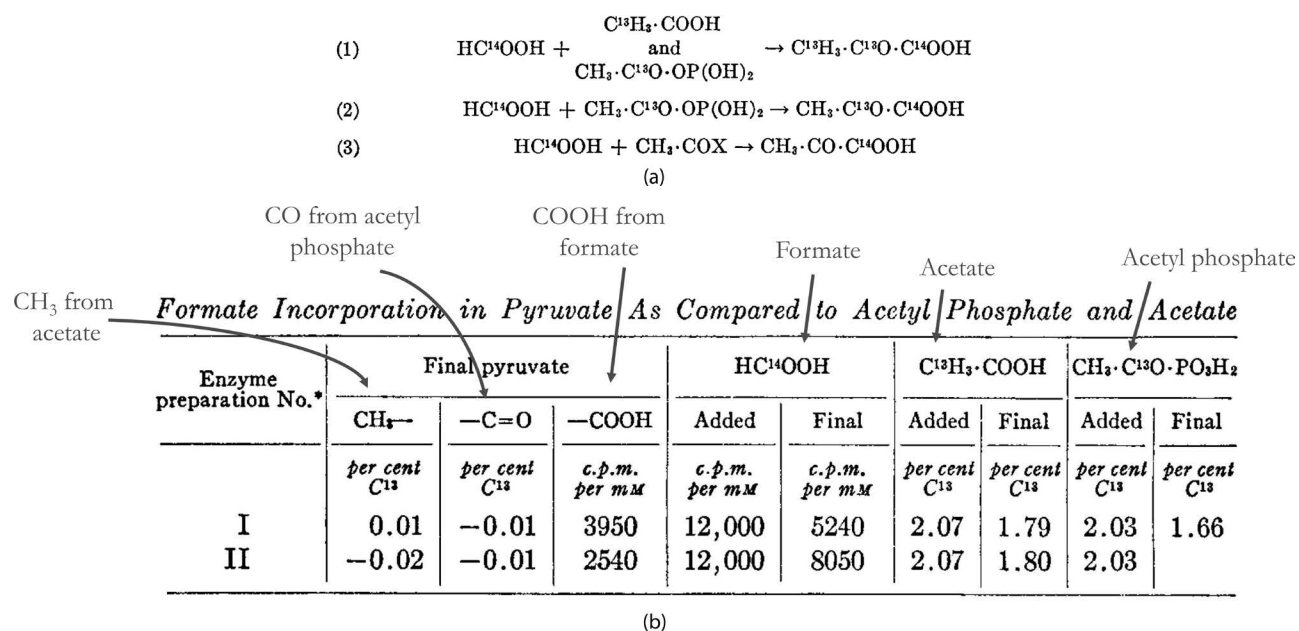 C¹³H₃·COOH
(1) HC¹⁴OOH + and → C¹³H₃·C¹³O·C¹⁴OOH
CH₃·C¹³O·OP(OH)₂
(2) HC¹⁴OOH + CH₃·C¹³O·OP(OH)₂ → CH₃·C¹³O·C¹⁴OOH
(3) HC¹⁴OOH + CH₃·COX → CH₃·CO·C¹⁴OOH
(a)
CO from acetyl phosphate
COOH from formate
Formate
Acetate
Acetyl phosphate
CH₃ from acetate
Formate Incorporation in Pyruvate As Compared to Acetyl Phosphate and Acetate
Enzyme preparation No.* Final pyruvate HC¹⁴OOH C¹³H₃·COOH CH₃·C¹³O·PO₃H₂
CH₃— —C=O —COOH Added Final Added Final Added Final
per cent C¹³ per cent C¹³ c.p.m. per mM c.p.m. per mM c.p.m. per mM per cent C¹³ per cent C¹³ per cent C¹³ per cent C¹³
I 0.01 −0.01 3950 12,000 5240 2.07 1.79 2.03 1.66
II −0.02 −0.01 2540 12,000 8050 2.07 1.80 2.03
(b)